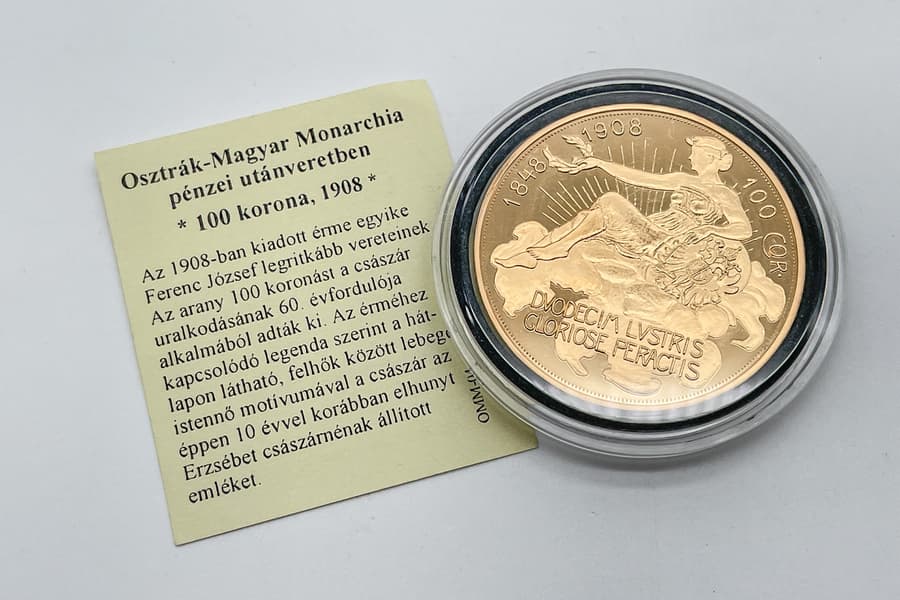 Osztrák-Magyar Monarchia
pénzei utánveretben
* 100 korona, 1908 *
Az 1908-ban kiadott érme egyike
Ferenc József legritkább vereteinek
Az arany 100 koronást a császár
uralkodásának 60. évfordulója
alkalmából adták ki. Az érméhez
kapcsolódó legenda szerint a hát-
lapon látható, felhők között lebege
istennő motívumával a császár az
éppen 10 évvel korábban elhunyt
Erzsébet császárnénak állított
emléket.
1848 1908
100 COR.
DVODECIM LVSTRIS
GLORIOSE PERACTIS